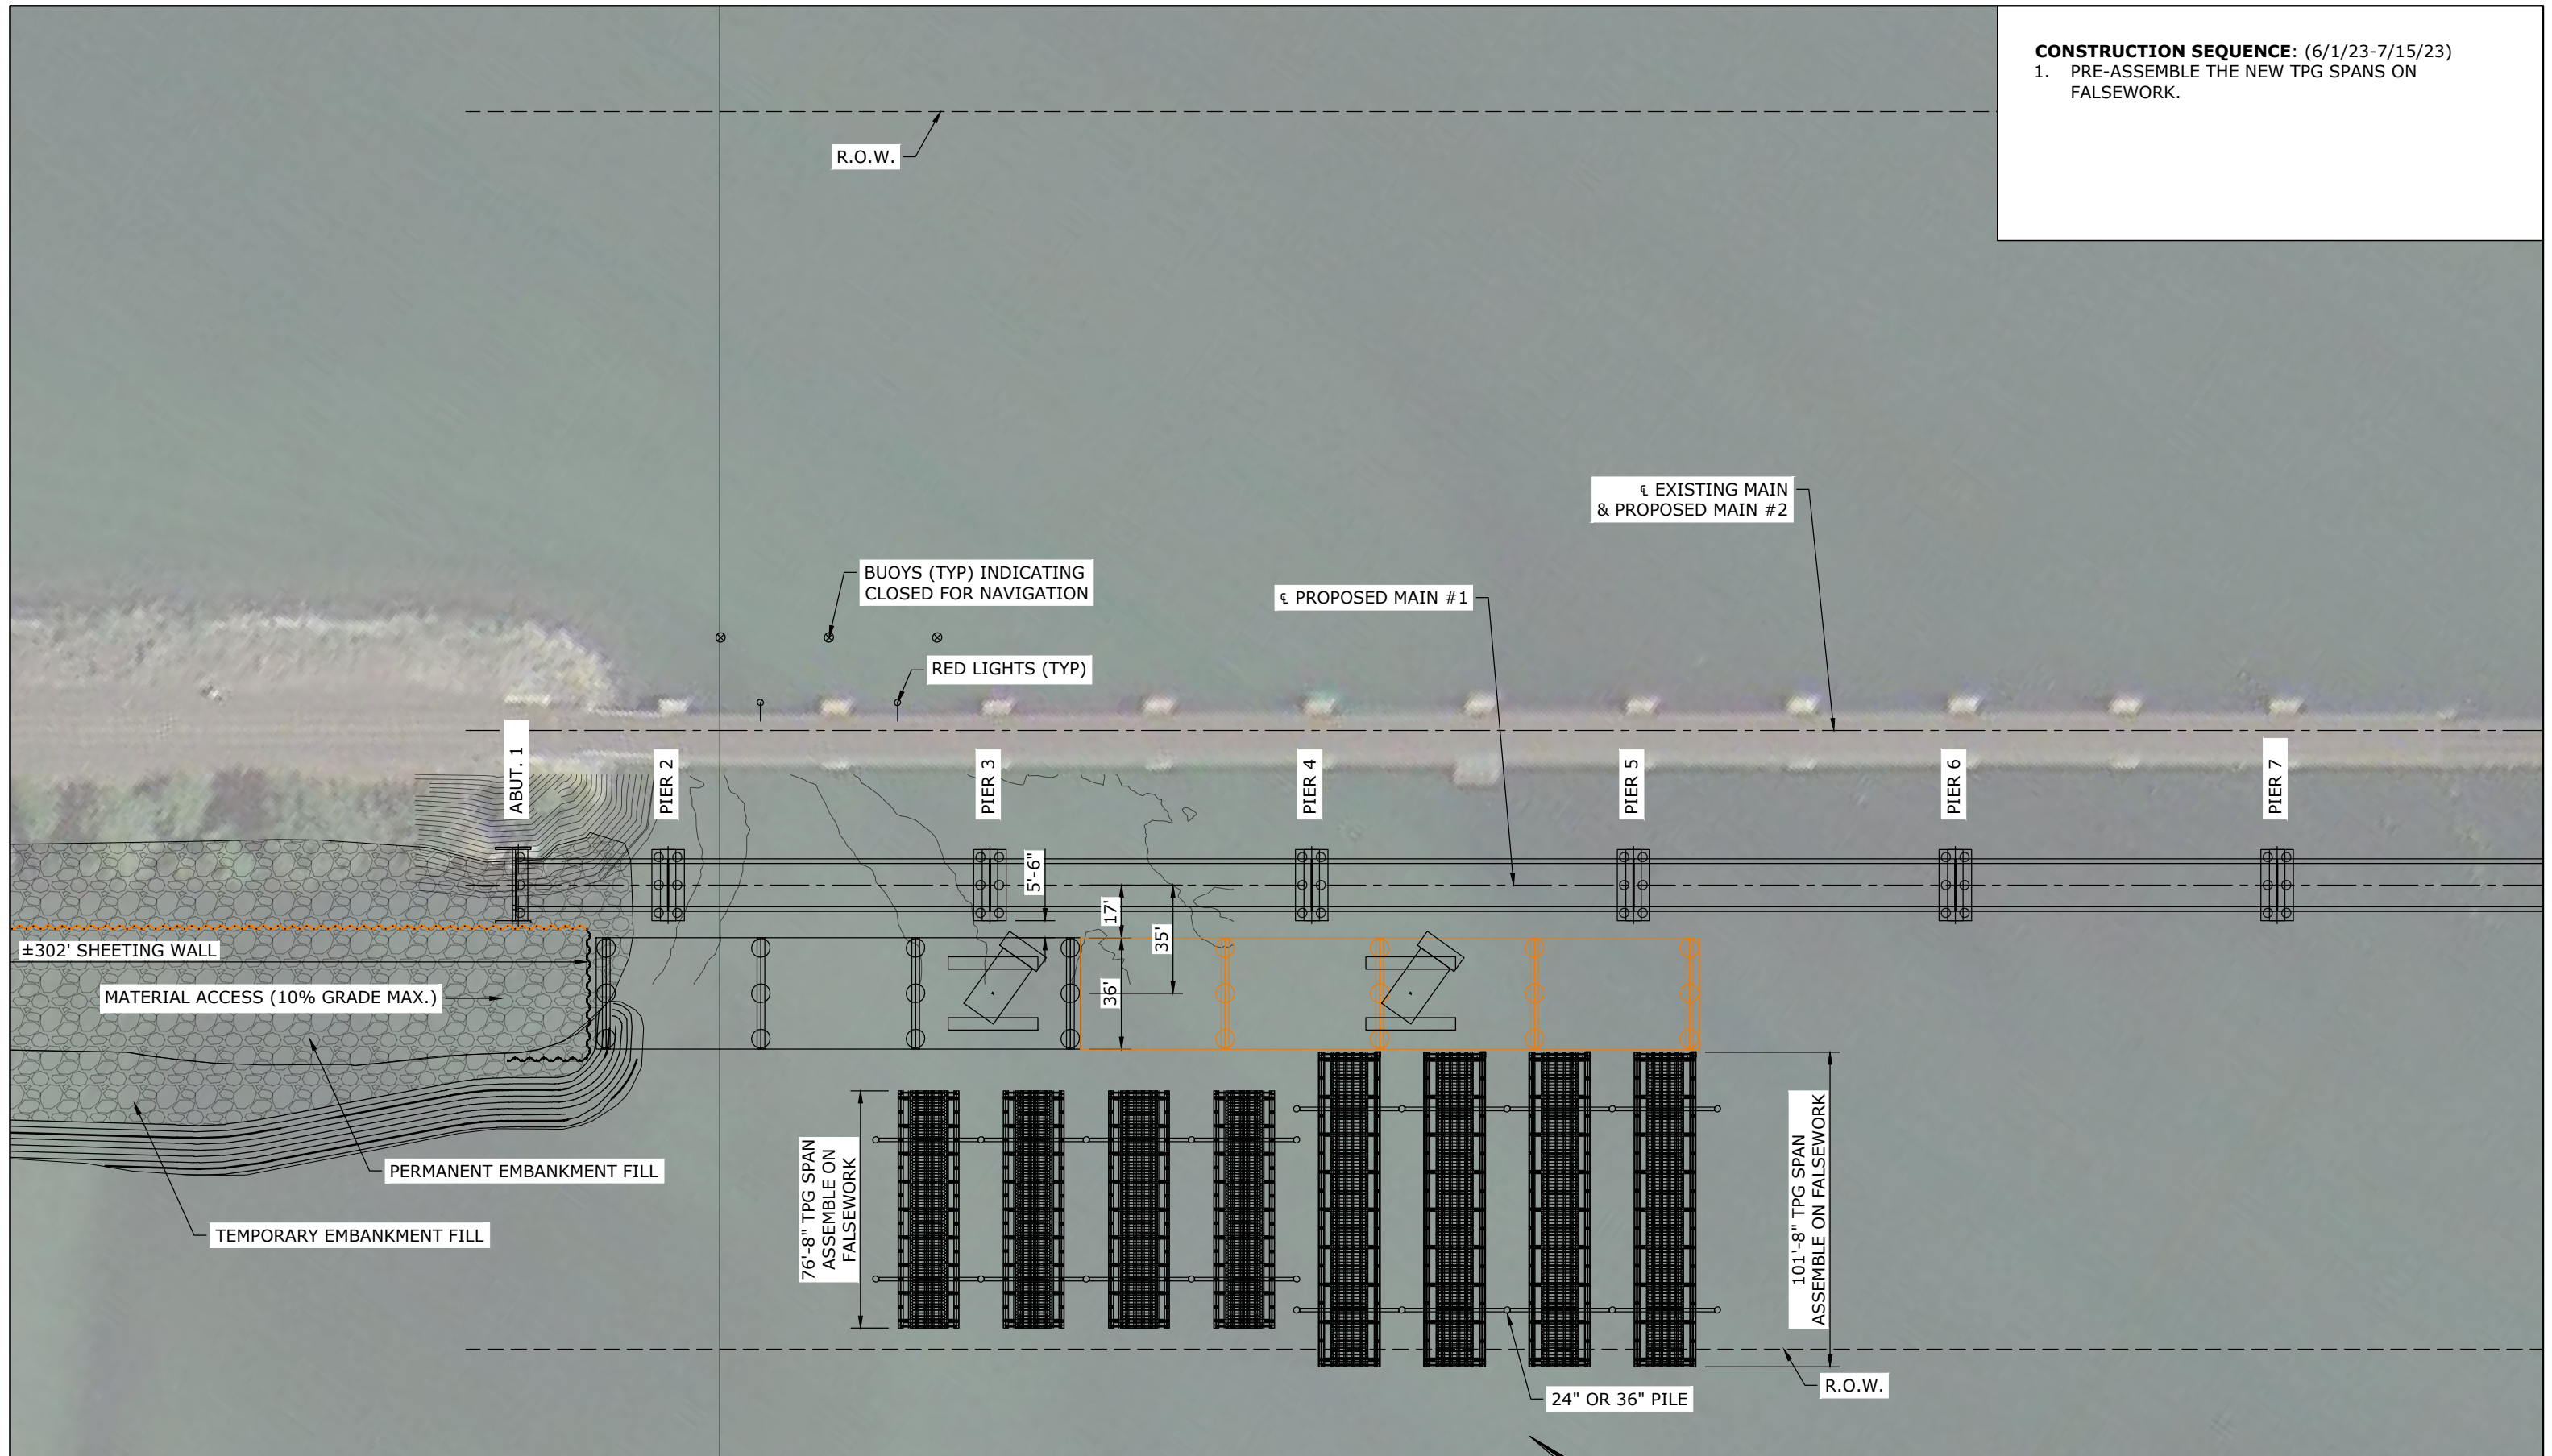 CONSTRUCTION SEQUENCE: (6/1/23-7/15/23)
1. PRE-ASSEMBLE THE NEW TPG SPANS ON
FALSEWORK.
R.O.W.
℄ EXISTING MAIN
& PROPOSED MAIN #2
BUOYS (TYP) INDICATING
CLOSED FOR NAVIGATION
℄ PROPOSED MAIN #1
RED LIGHTS (TYP)
ABUT. 1
PIER 2
PIER 3
PIER 4
PIER 5
PIER 6
PIER 7
5'-6"
17'
35'
36'
±302' SHEETING WALL
MATERIAL ACCESS (10% GRADE MAX.)
PERMANENT EMBANKMENT FILL
TEMPORARY EMBANKMENT FILL
76'-8" TPG SPAN
ASSEMBLE ON
FALSEWORK
101'-8" TPG SPAN
ASSEMBLE ON FALSEWORK
R.O.W.
24" OR 36" PILE